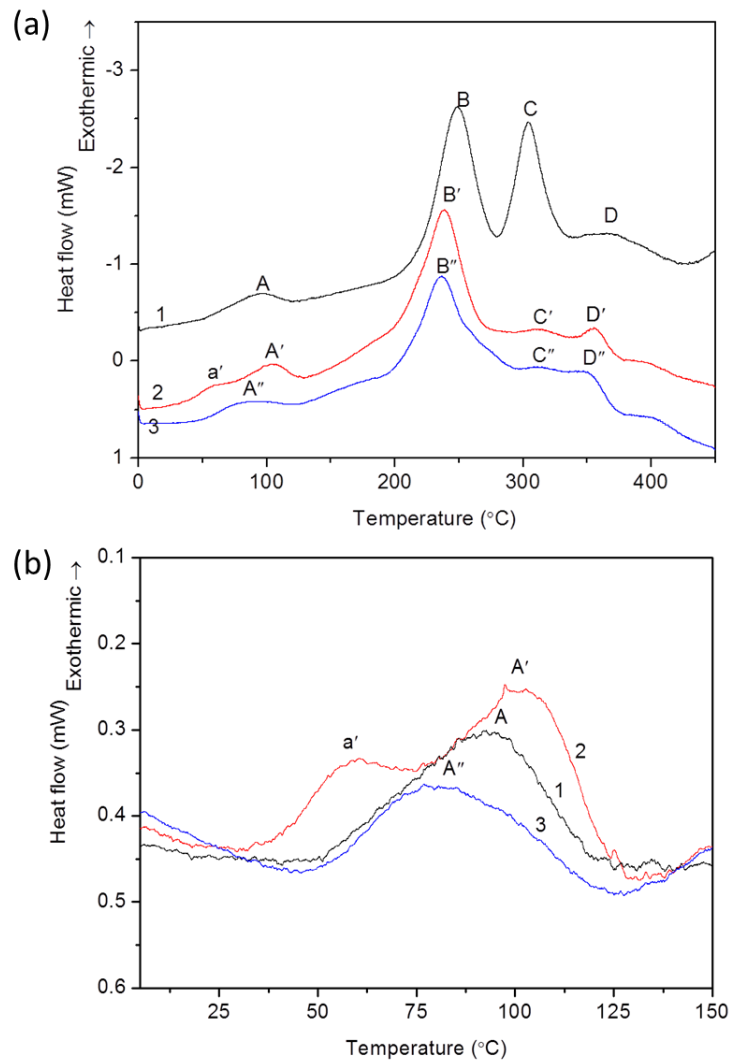 (a)
Exothermic →
Heat flow (mW)
-3
-2
-1
0
1
B
C
B′
D
B″
A
1
C′
D′
a′
A′
A″
C″
D″
2
3
0
100
200
300
400
Temperature (°C)
(b)
Exothermic →
Heat flow (mW)
0.1
0.2
0.3
0.4
0.5
0.6
A′
a′
A
2
A″
1
3
25
50
75
100
125
150
Temperature (°C)